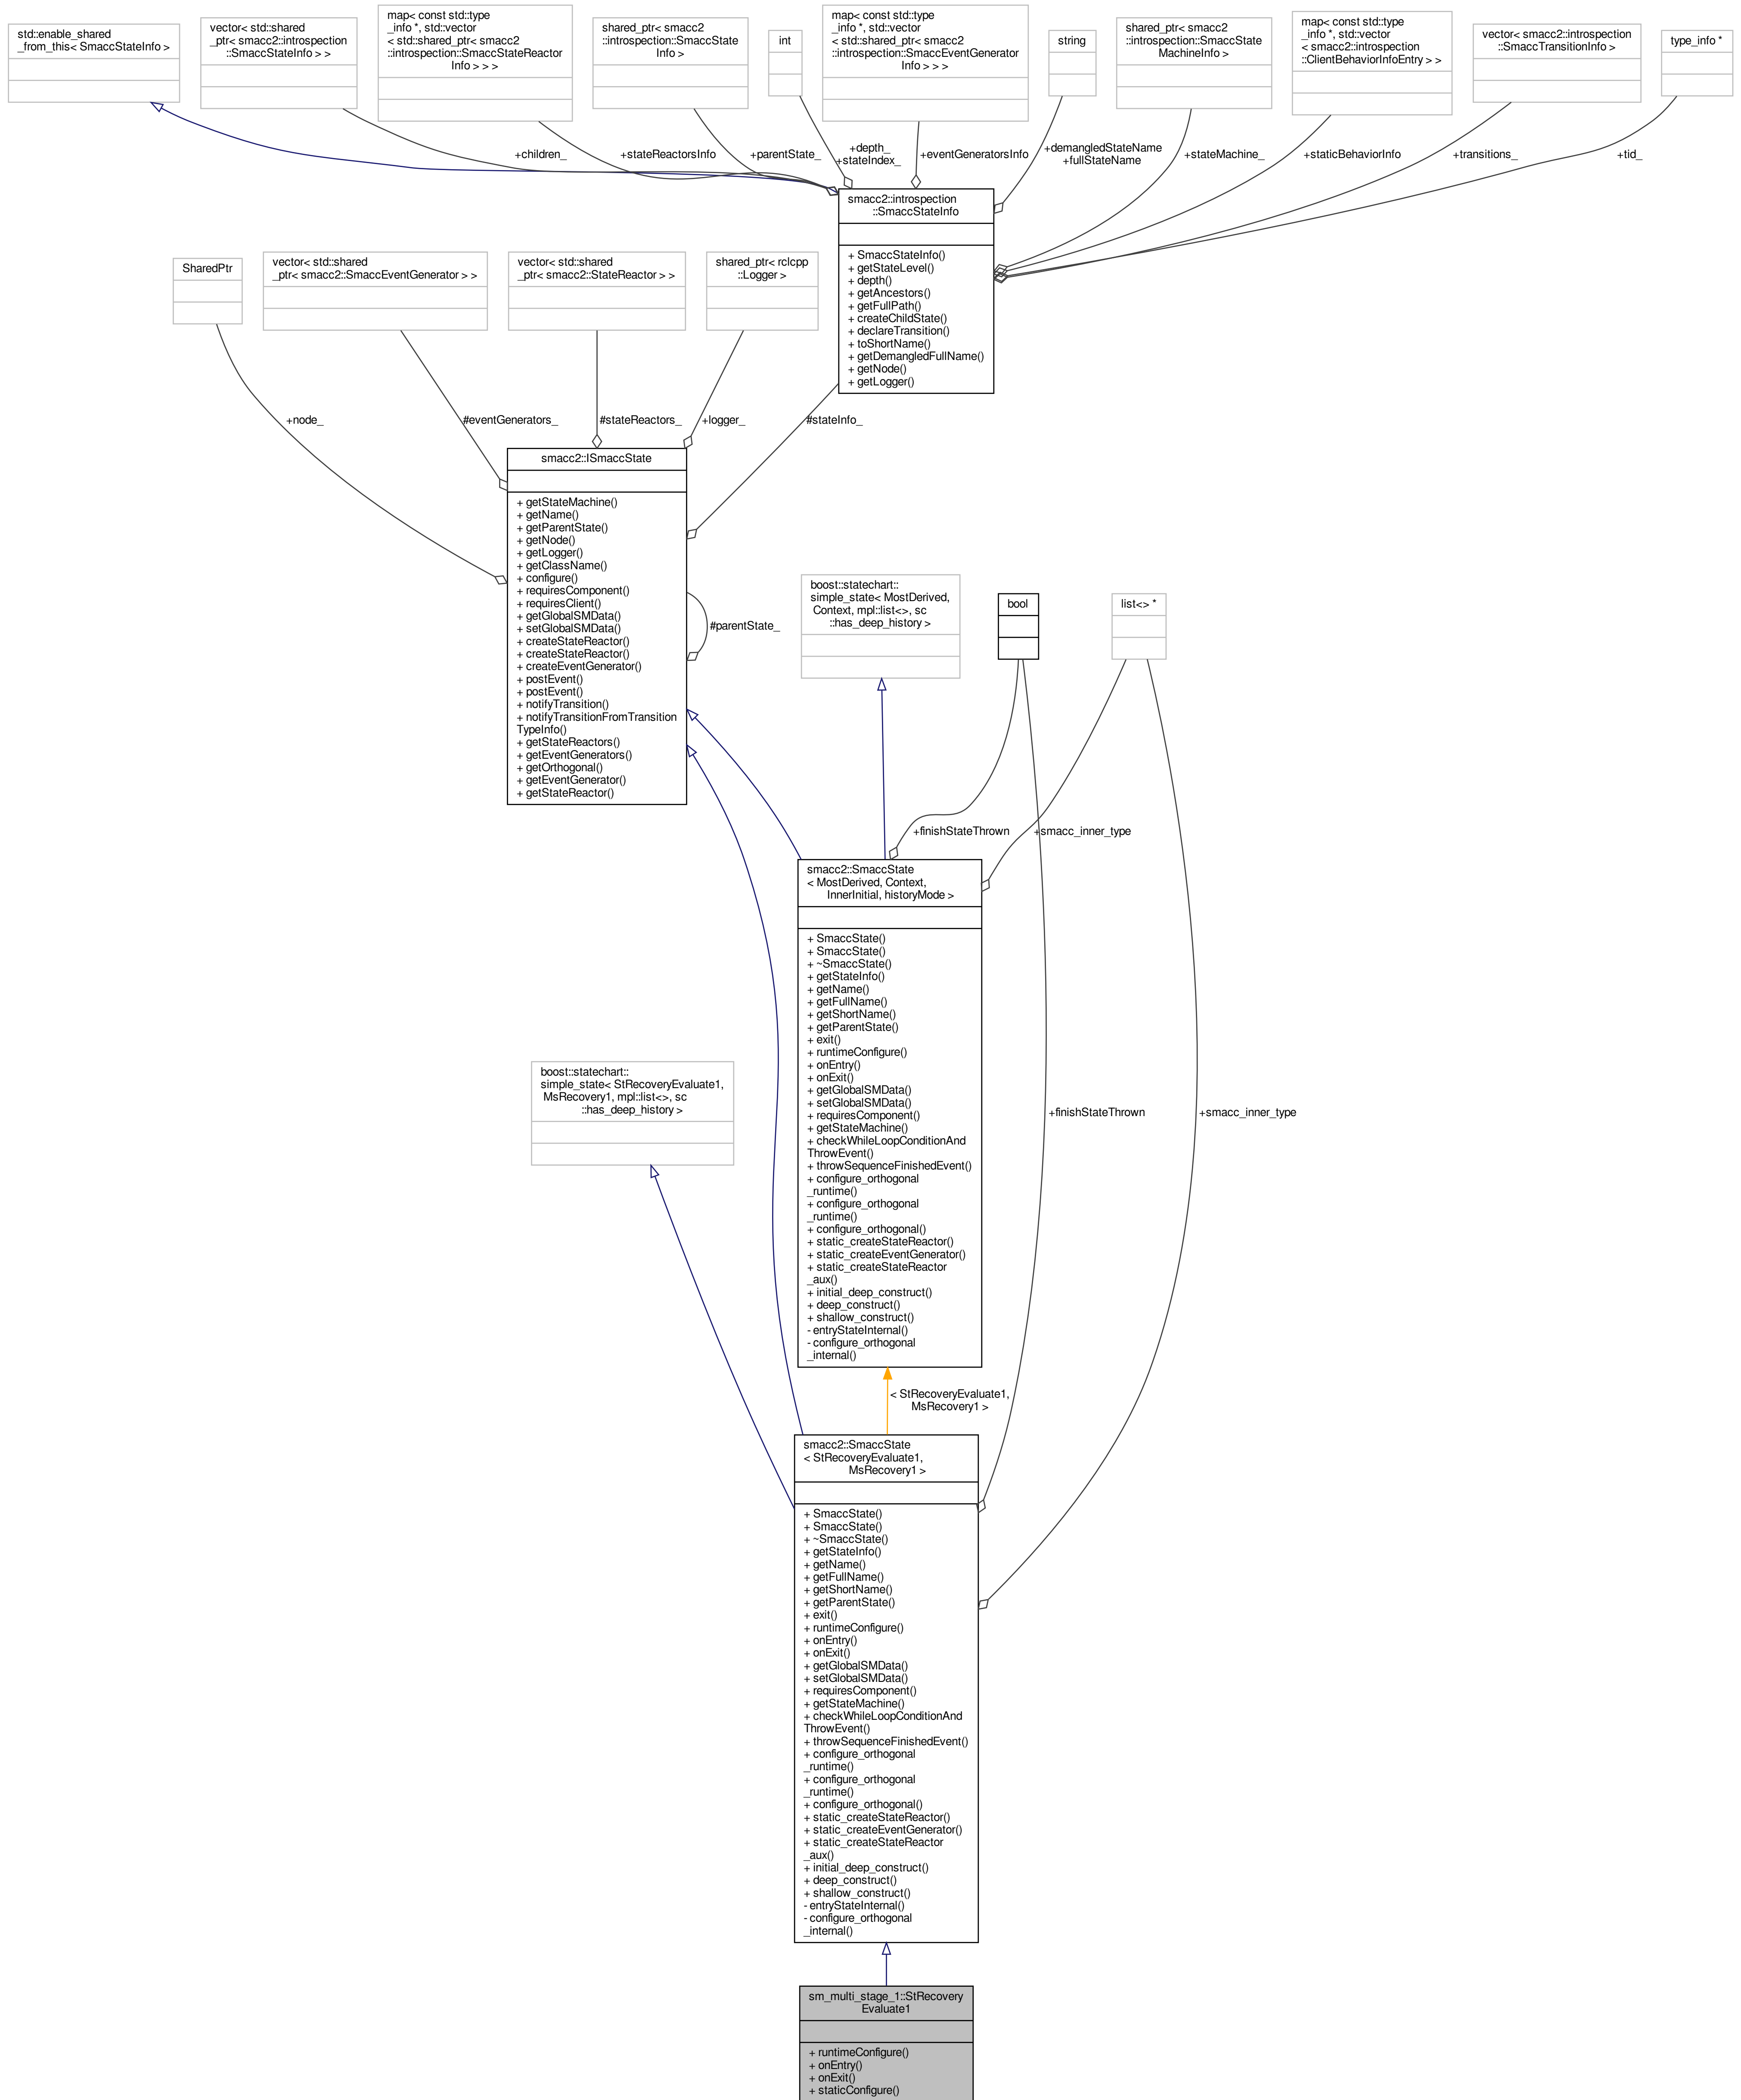 std::enable_shared
_from_this< SmaccStateInfo >
vector< std::shared
_ptr< smacc2::introspection
::SmaccStateInfo > >
map< const std::type
_info *, std::vector
< std::shared_ptr< smacc2
::introspection::SmaccStateReactor
Info > > >
shared_ptr< smacc2
::introspection::SmaccState
Info >
int
map< const std::type
_info *, std::vector
< std::shared_ptr< smacc2
::introspection::SmaccEventGenerator
Info > > >
string
shared_ptr< smacc2
::introspection::SmaccState
MachineInfo >
map< const std::type
_info *, std::vector
< smacc2::introspection
::ClientBehaviorInfoEntry > >
vector< smacc2::introspection
::SmaccTransitionInfo >
type_info *
+children_
+stateReactorsInfo
+parentState_
+depth_
+stateIndex_
+eventGeneratorsInfo
+demangledStateName
+fullStateName
+stateMachine_
+staticBehaviorInfo
+transitions_
+tid_
smacc2::introspection
::SmaccStateInfo
+ SmaccStateInfo()
+ getStateLevel()
+ depth()
+ getAncestors()
+ getFullPath()
+ createChildState()
+ declareTransition()
+ toShortName()
+ getDemangledFullName()
+ getNode()
+ getLogger()
SharedPtr
vector< std::shared
_ptr< smacc2::SmaccEventGenerator > >
vector< std::shared
_ptr< smacc2::StateReactor > >
shared_ptr< rclcpp
::Logger >
+node_
#eventGenerators_
#stateReactors_
+logger_
#stateInfo_
smacc2::ISmaccState
+ getStateMachine()
+ getName()
+ getParentState()
+ getNode()
+ getLogger()
+ getClassName()
+ configure()
+ requiresComponent()
+ requiresClient()
+ getGlobalSMData()
+ setGlobalSMData()
+ createStateReactor()
+ createStateReactor()
+ createEventGenerator()
+ postEvent()
+ postEvent()
+ notifyTransition()
+ notifyTransitionFromTransition
TypeInfo()
+ getStateReactors()
+ getEventGenerators()
+ getOrthogonal()
+ getEventGenerator()
+ getStateReactor()
#parentState_
boost::statechart::
simple_state< MostDerived,
Context, mpl::list<>, sc
::has_deep_history >
bool
list<> *
+finishStateThrown
+smacc_inner_type
smacc2::SmaccState
< MostDerived, Context,
InnerInitial, historyMode >
+ SmaccState()
+ SmaccState()
+ ~SmaccState()
+ getStateInfo()
+ getName()
+ getFullName()
+ getShortName()
+ getParentState()
+ exit()
+ runtimeConfigure()
+ onEntry()
+ onExit()
+ getGlobalSMData()
+ setGlobalSMData()
+ requiresComponent()
+ getStateMachine()
+ checkWhileLoopConditionAnd
ThrowEvent()
+ throwSequenceFinishedEvent()
+ configure_orthogonal
_runtime()
+ configure_orthogonal
_runtime()
+ configure_orthogonal()
+ static_createStateReactor()
+ static_createEventGenerator()
+ static_createStateReactor
_aux()
+ initial_deep_construct()
+ deep_construct()
+ shallow_construct()
- entryStateInternal()
- configure_orthogonal
_internal()
boost::statechart::
simple_state< StRecoveryEvaluate1,
MsRecovery1, mpl::list<>, sc
::has_deep_history >
+finishStateThrown
+smacc_inner_type
< StRecoveryEvaluate1,
MsRecovery1 >
smacc2::SmaccState
< StRecoveryEvaluate1,
MsRecovery1 >
+ SmaccState()
+ SmaccState()
+ ~SmaccState()
+ getStateInfo()
+ getName()
+ getFullName()
+ getShortName()
+ getParentState()
+ exit()
+ runtimeConfigure()
+ onEntry()
+ onExit()
+ getGlobalSMData()
+ setGlobalSMData()
+ requiresComponent()
+ getStateMachine()
+ checkWhileLoopConditionAnd
ThrowEvent()
+ throwSequenceFinishedEvent()
+ configure_orthogonal
_runtime()
+ configure_orthogonal
_runtime()
+ configure_orthogonal()
+ static_createStateReactor()
+ static_createEventGenerator()
+ static_createStateReactor
_aux()
+ initial_deep_construct()
+ deep_construct()
+ shallow_construct()
- entryStateInternal()
- configure_orthogonal
_internal()
sm_multi_stage_1::StRecovery
Evaluate1
+ runtimeConfigure()
+ onEntry()
+ onExit()
+ staticConfigure()